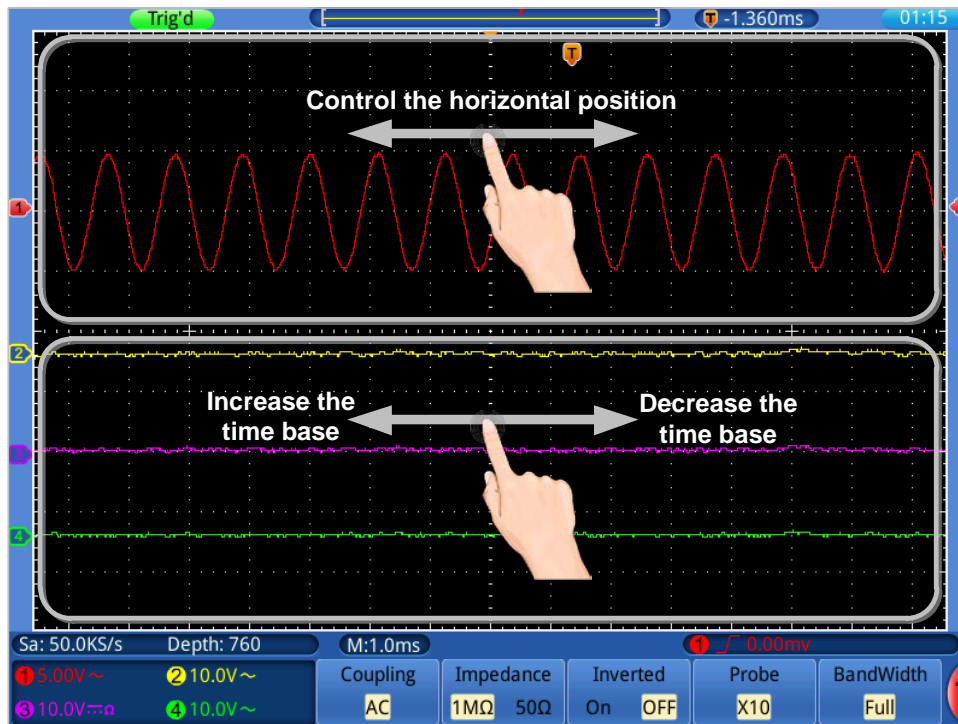 Trig'd
T -1.360ms
01:15
T
Control the horizontal position
1
2
Increase the
time base
Decrease the
time base
3
4
Sa: 50.0KS/s Depth: 760 M:1.0ms 1 0.00mv
1 5.00V~ 2 10.0V~ Coupling Impedance Inverted Probe BandWidth
3 10.0V⎓Ω 4 10.0V~ AC 1MΩ 50Ω On OFF X10 Full